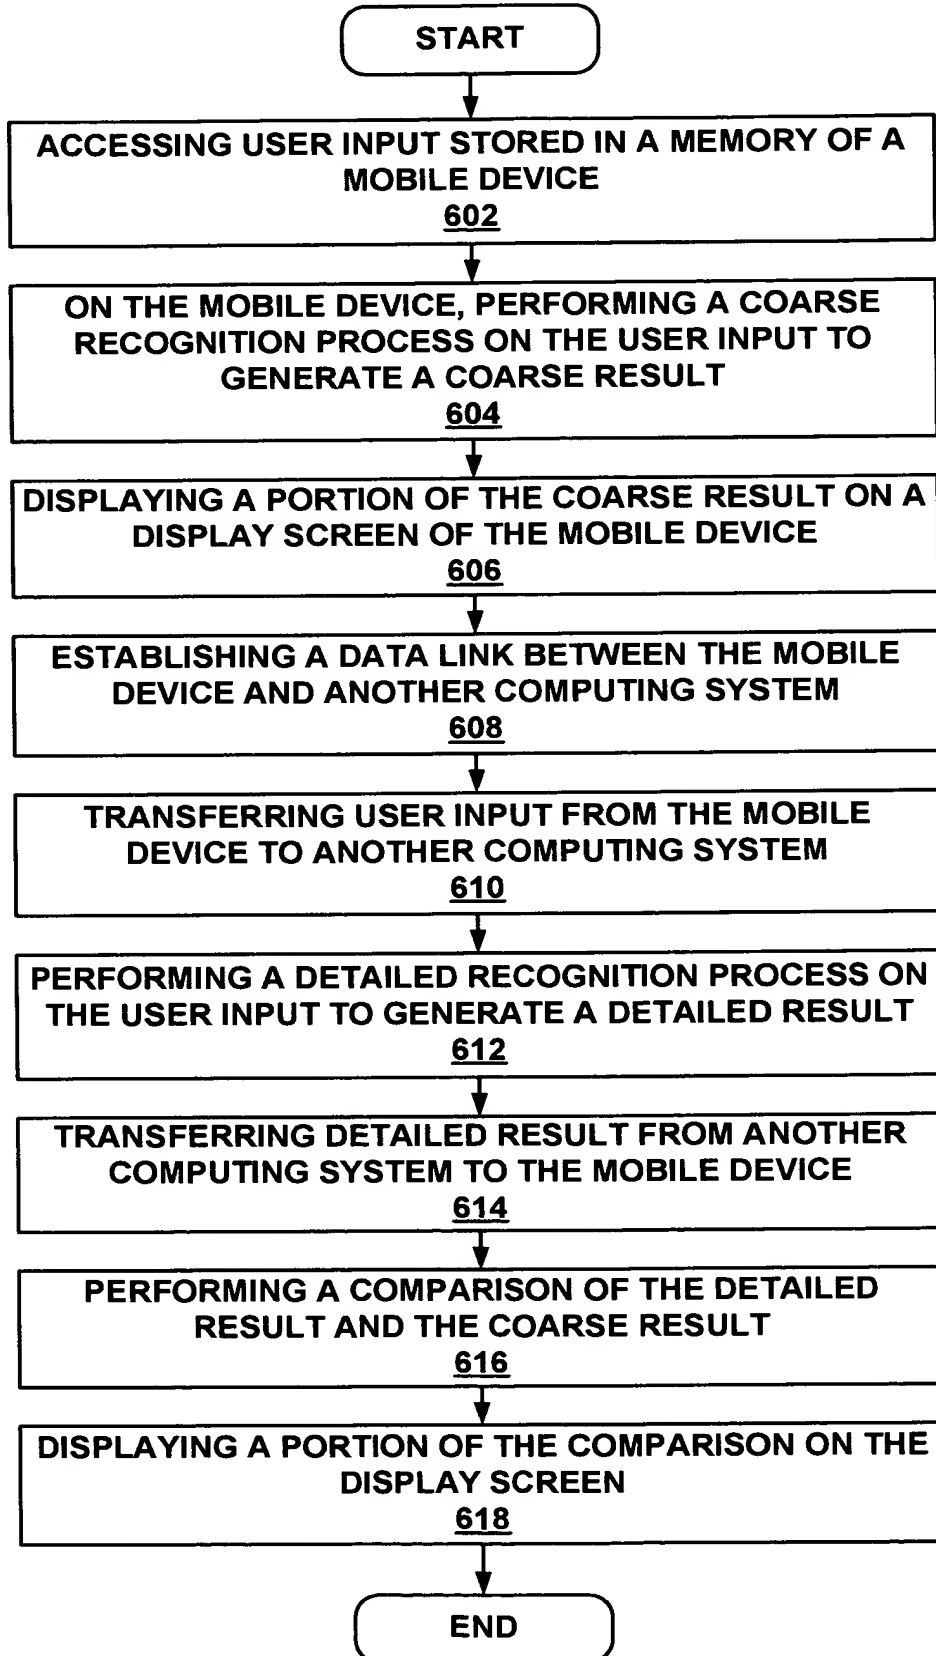 START
ACCESSING USER INPUT STORED IN A MEMORY OF A
MOBILE DEVICE
602
ON THE MOBILE DEVICE, PERFORMING A COARSE
RECOGNITION PROCESS ON THE USER INPUT TO
GENERATE A COARSE RESULT
604
DISPLAYING A PORTION OF THE COARSE RESULT ON A
DISPLAY SCREEN OF THE MOBILE DEVICE
606
ESTABLISHING A DATA LINK BETWEEN THE MOBILE
DEVICE AND ANOTHER COMPUTING SYSTEM
608
TRANSFERRING USER INPUT FROM THE MOBILE
DEVICE TO ANOTHER COMPUTING SYSTEM
610
PERFORMING A DETAILED RECOGNITION PROCESS ON
THE USER INPUT TO GENERATE A DETAILED RESULT
612
TRANSFERRING DETAILED RESULT FROM ANOTHER
COMPUTING SYSTEM TO THE MOBILE DEVICE
614
PERFORMING A COMPARISON OF THE DETAILED
RESULT AND THE COARSE RESULT
616
DISPLAYING A PORTION OF THE COMPARISON ON THE
DISPLAY SCREEN
618
END